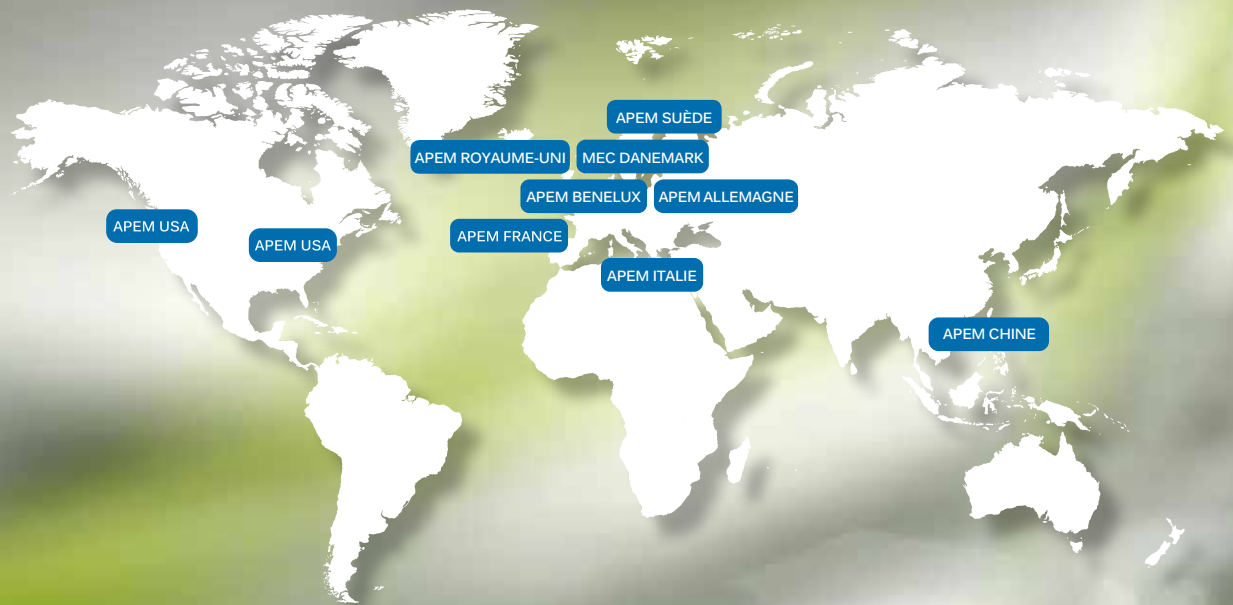 APEM SUÈDE
APEM ROYAUME-UNI
MEC DANEMARK
APEM BENELUX
APEM ALLEMAGNE
APEM USA
APEM USA
APEM FRANCE
APEM ITALIE
APEM CHINE